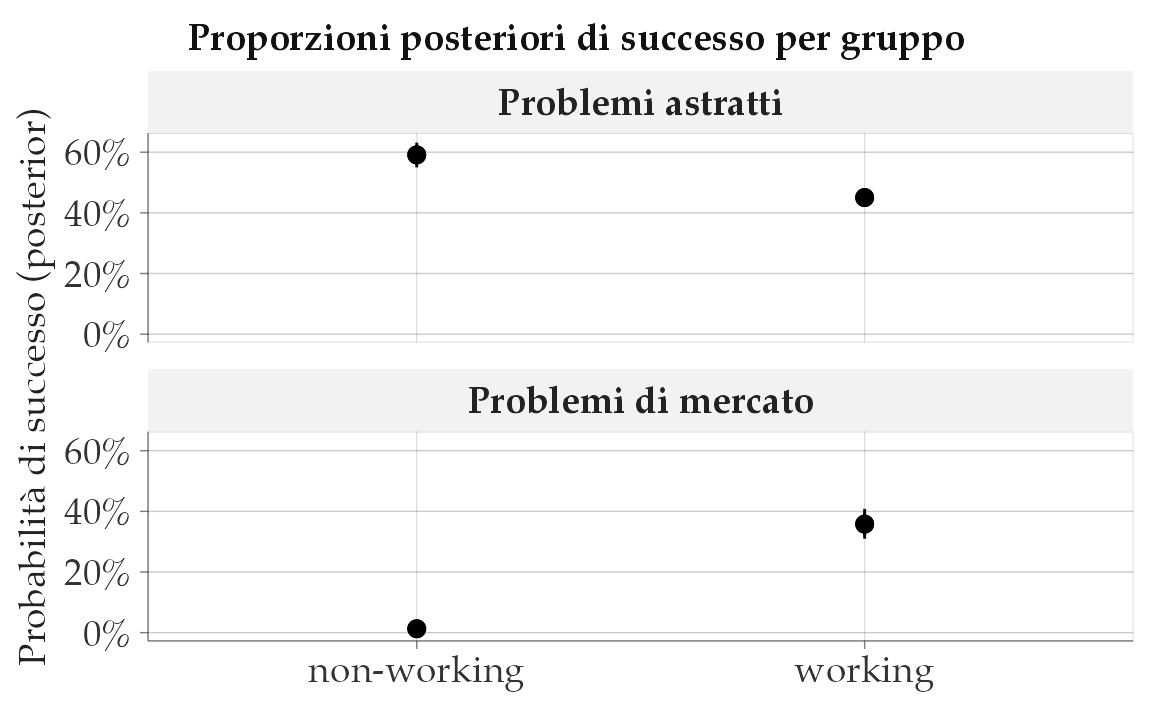 Proporzioni posteriori di successo per gruppo
Probabilità di successo (posterior)
Problemi astratti
60%
40%
20%
0%
Problemi di mercato
60%
40%
20%
0%
non-working
working